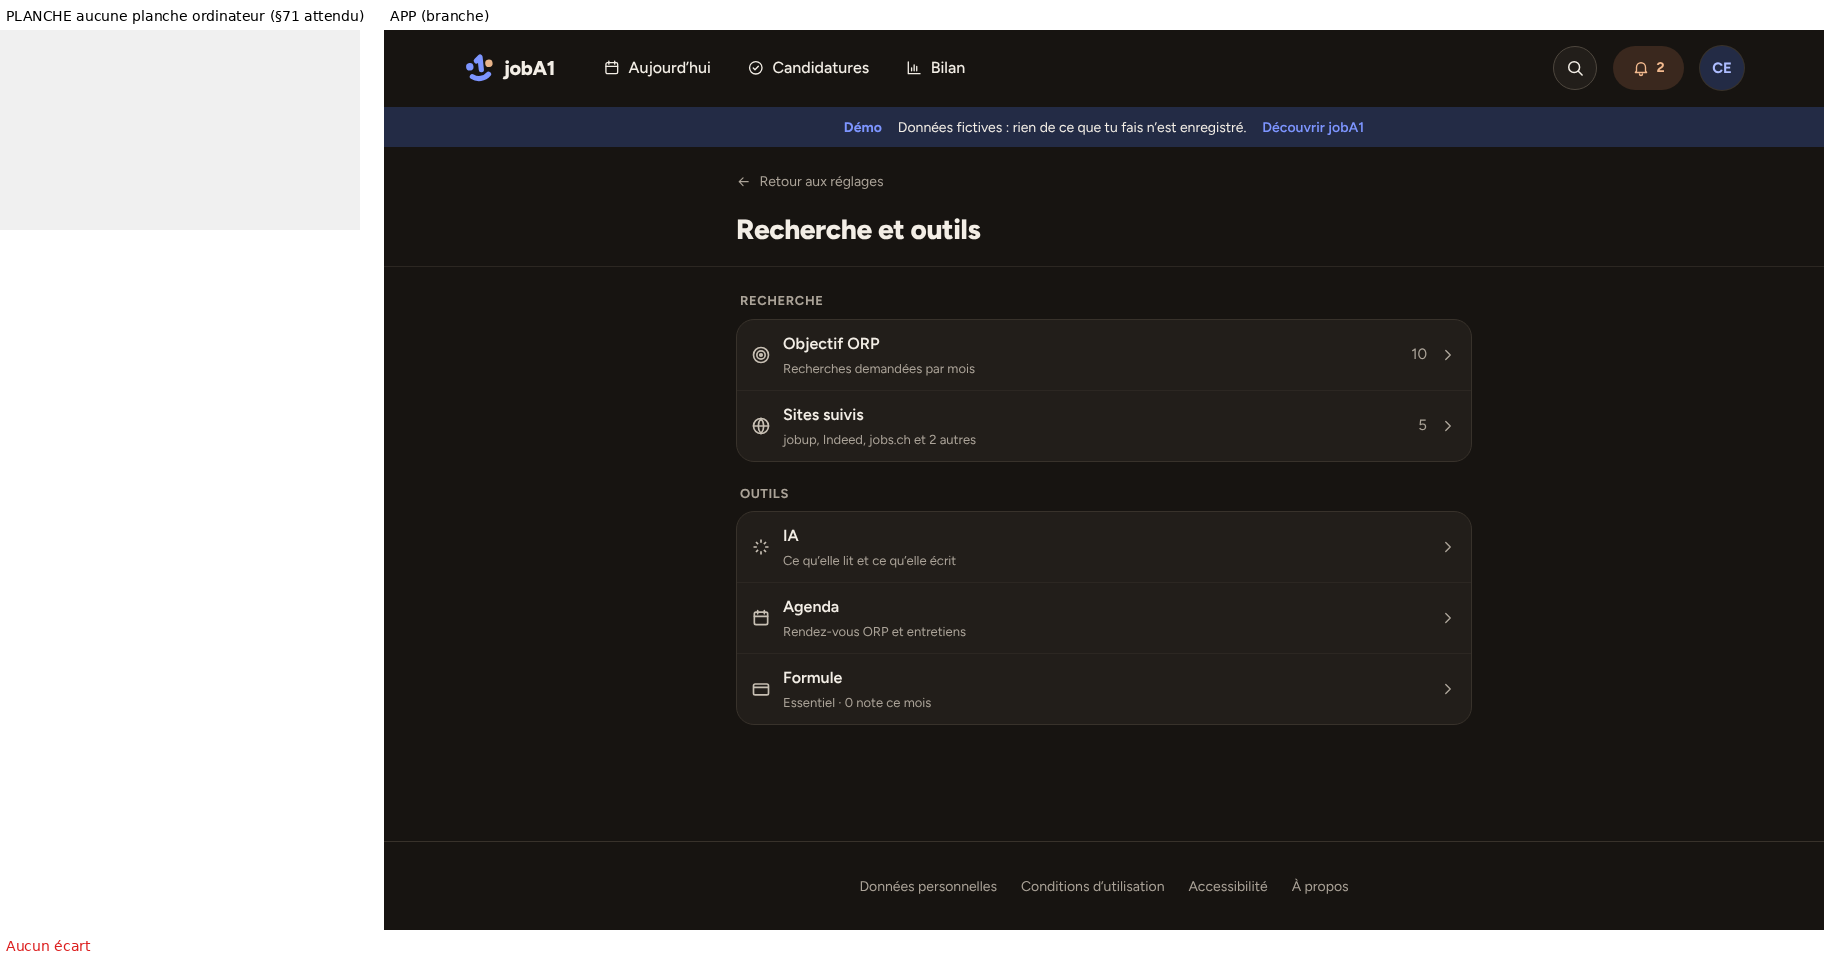 PLANCHE aucune planche ordinateur (§71 attendu)
APP (branche)
jobA1
Aujourd’hui
Candidatures
Bilan
2
CE
Démo Données fictives : rien de ce que tu fais n’est enregistré. Découvrir jobA1
← Retour aux réglages
Recherche et outils
RECHERCHE
Objectif ORP
Recherches demandées par mois
10
Sites suivis
jobup, Indeed, jobs.ch et 2 autres
5
OUTILS
IA
Ce qu’elle lit et ce qu’elle écrit
Agenda
Rendez-vous ORP et entretiens
Formule
Essentiel · 0 note ce mois
Données personnelles Conditions d’utilisation Accessibilité À propos
Aucun écart